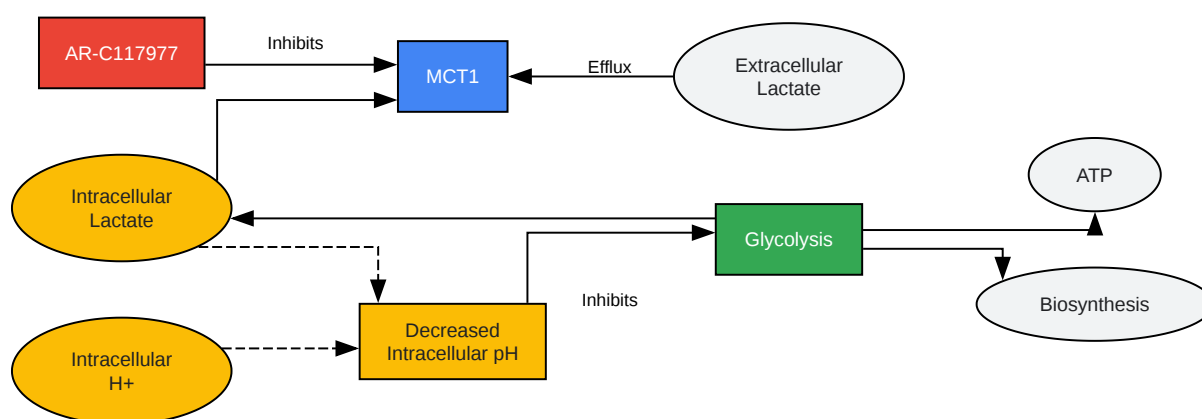 AR-C117977
Inhibits
MCT1
Efflux
Extracellular
Lactate
Intracellular
Lactate
ATP
Glycolysis
Biosynthesis
Inhibits
Decreased
Intracellular pH
Intracellular
H+